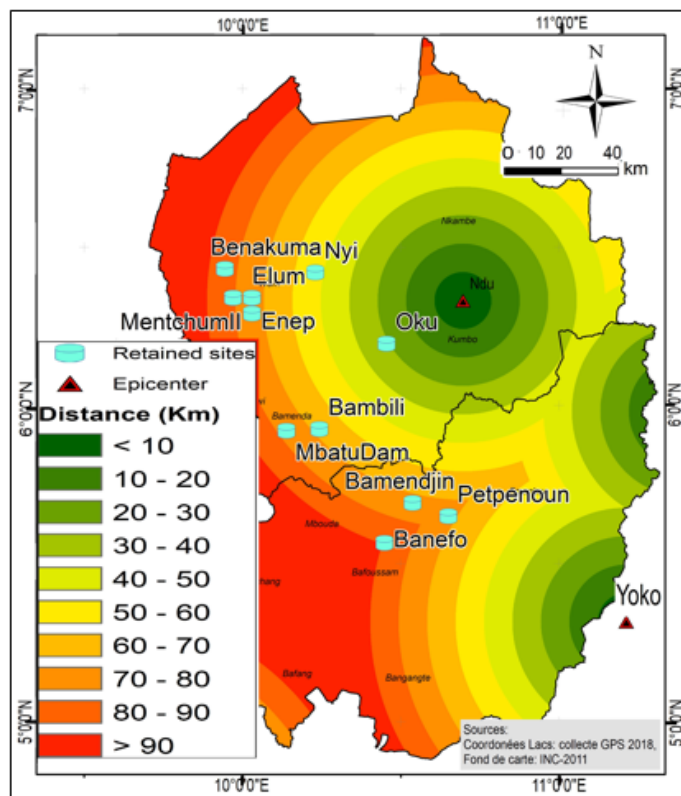 10°0'0"N
11°0'0"N
7°0'0"N
7°0'0"N
N
0 10 20 40
km
Nkambe
Benakuma
Nyi
Elum
Ndu
MentchumII
Enep
Oku
Kumbo
Retained sites
Epicenter
6°0'0"N
6°0'0"N
Bamenda
Bambili
MbatuDam
Distance (Km)
< 10
10 - 20
20 - 30
30 - 40
40 - 50
50 - 60
60 - 70
70 - 80
80 - 90
> 90
Bamendjin
Petpenoun
Mbouda
Banefo
Bafoussam
Yoko
Bafang
Bangangte
5°0'0"N
5°0'0"N
Sources:
Coordonées Lacs: collecte GPS 2018,
Fond de carte: INC-2011
10°0'0"N
11°0'0"N